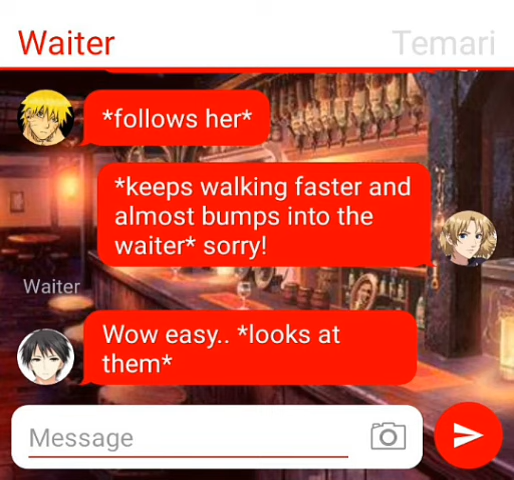 Waiter Temari
*follows her*
*keeps walking faster and
almost bumps into the
waiter* sorry!
Waiter
Wow easy.. *looks at
them*
Message